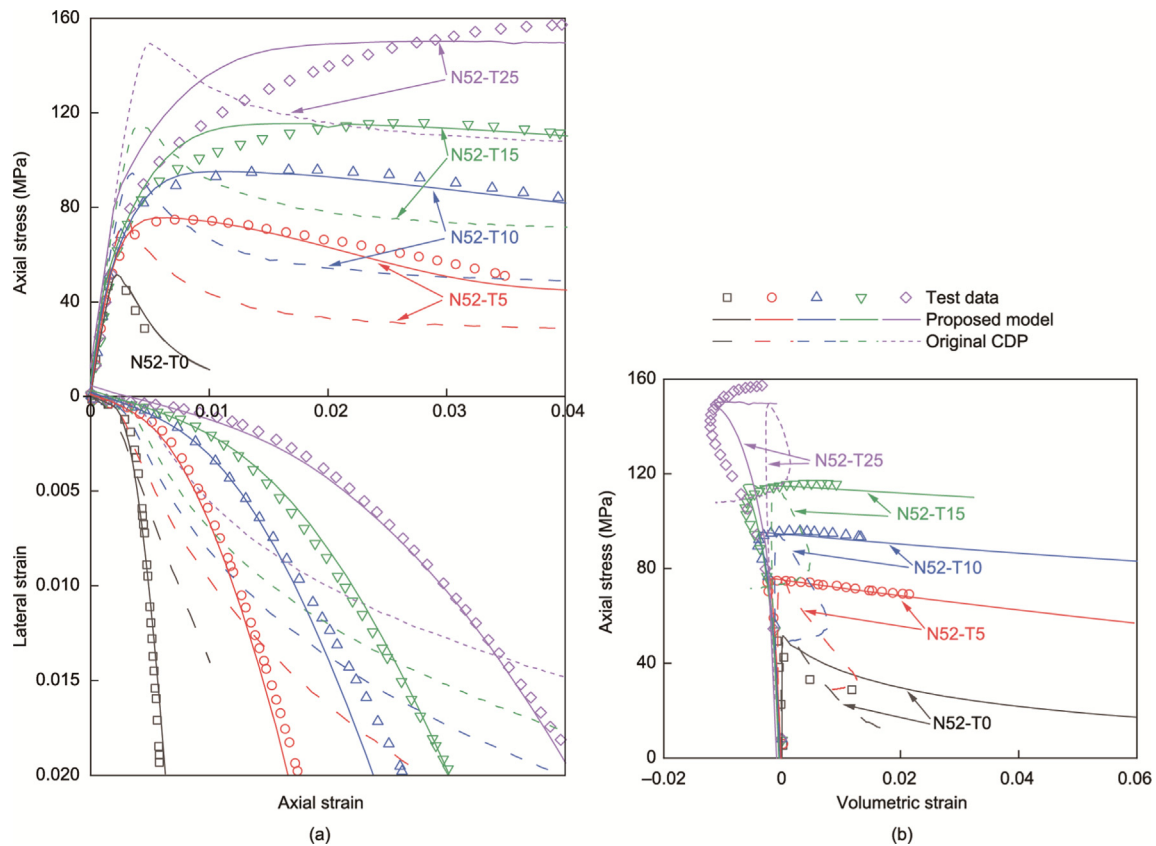 160
120
80
40
0
Axial stress (MPa)
N52-T25
N52-T15
N52-T10
N52-T5
N52-T0
0 0.01 0.02 0.03 0.04
0.005
0.010
0.015
0.020
Lateral strain
Axial strain
(a)
Test data
Proposed model
Original CDP
160
120
80
40
0
Axial stress (MPa)
N52-T25
N52-T15
N52-T10
N52-T5
N52-T0
–0.02 0 0.02 0.04 0.06
Volumetric strain
(b)